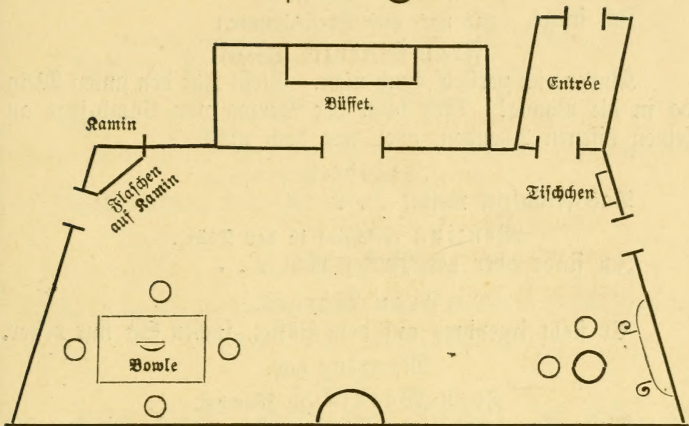 Entrée
Büffet.
Kamin
Flaschen
auf Kamin
Tischchen
Bowle